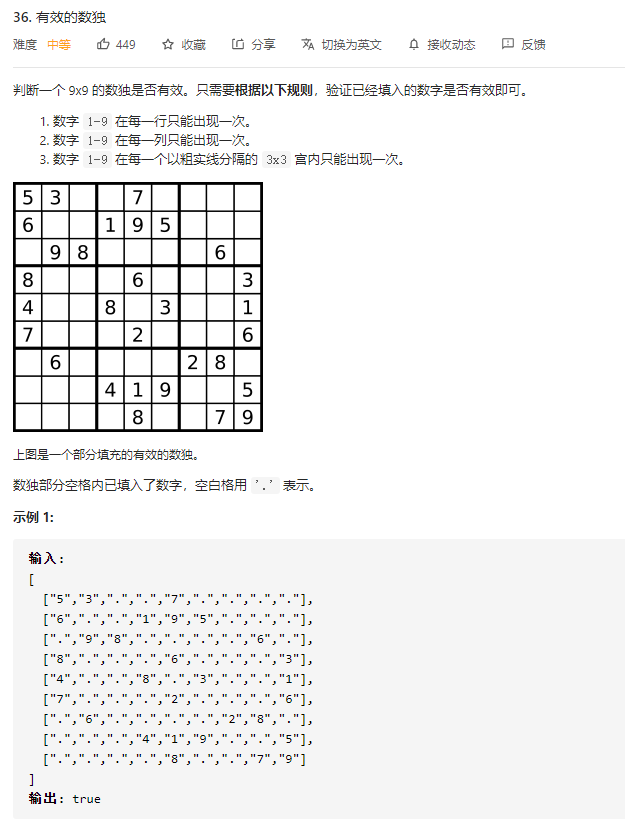 36. 有效的数独
难度 中等 449 收藏 分享 切换为英文 接收动态 反馈
判断一个 9x9 的数独是否有效。只需要根据以下规则，验证已经填入的数字是否有效即可。
1. 数字 1-9 在每一行只能出现一次。
2. 数字 1-9 在每一列只能出现一次。
3. 数字 1-9 在每一个以粗实线分隔的 3x3 宫内只能出现一次。
5 3 7
6 1 9 5
9 8 6
8 6 3
4 8 3 1
7 2 6
6 2 8
4 1 9 5
8 7 9
上图是一个部分填充的有效的数独。
数独部分空格内已填入了数字，空白格用 '.' 表示。
示例 1:
输入:
[
["5","3",".",".","7",".",".",".","."],
["6",".",".","1","9","5",".",".","."],
[".","9","8",".",".",".",".","6","."],
["8",".",".",".","6",".",".",".","3"],
["4",".",".","8",".","3",".",".","1"],
["7",".",".",".","2",".",".",".","6"],
[".","6",".",".",".",".","2","8","."],
[".",".",".","4","1","9",".",".","5"],
[".",".",".",".","8",".",".","7","9"]
]
输出: true